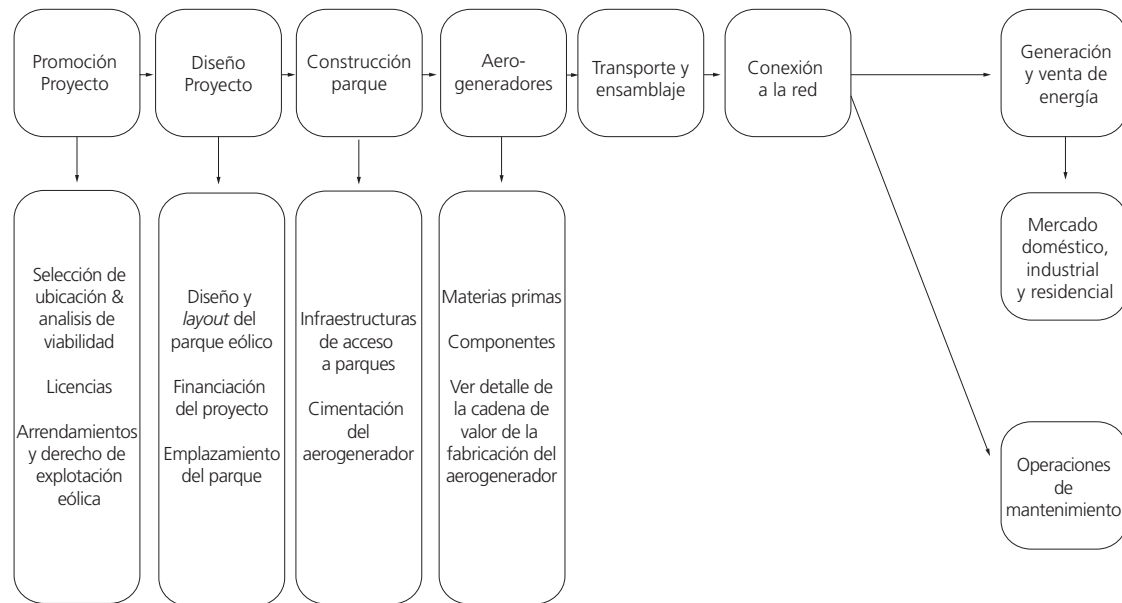 Promoción
Proyecto
Diseño
Proyecto
Construcción
parque
Aero-
generadores
Transporte y
ensamblaje
Conexión
a la red
Generación
y venta de
energía
Selección de
ubicación &
analisis de
viabilidad
Licencias
Arrendamientos
y derecho de
explotación
eólica
Diseño y
layout del
parque eólico
Financiación
del proyecto
Emplazamiento
del parque
Infraestructuras
de acceso
a parques
Cimentación
del
aerogenerador
Materias primas
Componentes
Ver detalle de
la cadena de
valor de la
fabricación del
aerogenerador
Mercado
doméstico,
industrial
y residencial
Operaciones
de
mantenimiento